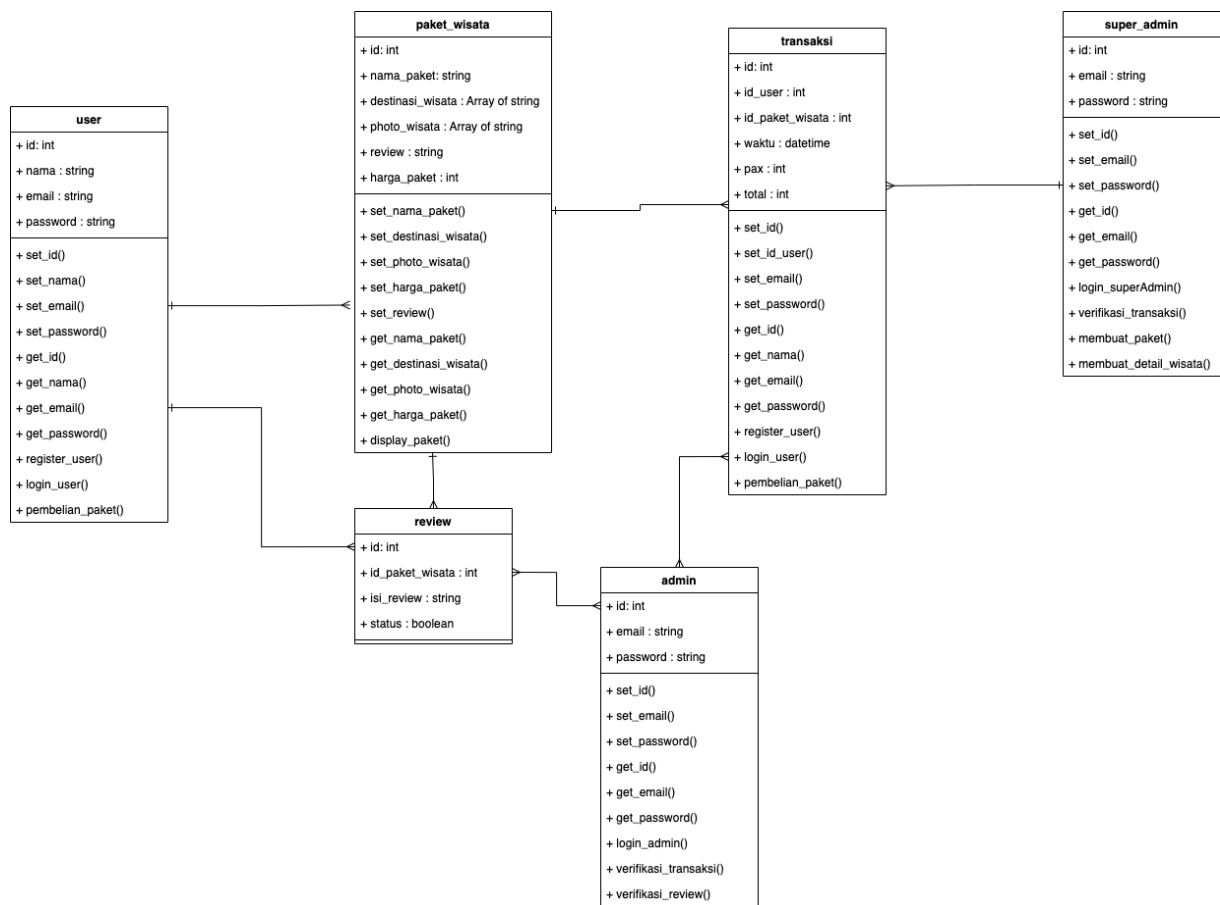 user
+ id: int
+ nama : string
+ email : string
+ password : string
+ set_id()
+ set_nama()
+ set_email()
+ set_password()
+ get_id()
+ get_nama()
+ get_email()
+ get_password()
+ register_user()
+ login_user()
+ pembelian_paket()
paket_wisata
+ id: int
+ nama_paket: string
+ destinasi_wisata : Array of string
+ photo_wisata : Array of string
+ review : string
+ harga_paket : int
+ set_nama_paket()
+ set_destinasi_wisata()
+ set_photo_wisata()
+ set_harga_paket()
+ set_review()
+ get_nama_paket()
+ get_destinasi_wisata()
+ get_photo_wisata()
+ get_harga_paket()
+ display_paket()
review
+ id: int
+ id_paket_wisata : int
+ isi_review : string
+ status : boolean
transaksi
+ id: int
+ id_user : int
+ id_paket_wisata : int
+ waktu : datetime
+ pax : int
+ total : int
+ set_id()
+ set_id_user()
+ set_email()
+ set_password()
+ get_id()
+ get_nama()
+ get_email()
+ get_password()
+ register_user()
+ login_user()
+ pembelian_paket()
admin
+ id: int
+ email : string
+ password : string
+ set_id()
+ set_email()
+ set_password()
+ get_id()
+ get_email()
+ get_password()
+ login_admin()
+ verifikasi_transaksi()
+ verifikasi_review()
super_admin
+ id: int
+ email : string
+ password : string
+ set_id()
+ set_email()
+ set_password()
+ get_id()
+ get_email()
+ get_password()
+ login_superAdmin()
+ verifikasi_transaksi()
+ membuat_paket()
+ membuat_detail_wisata()